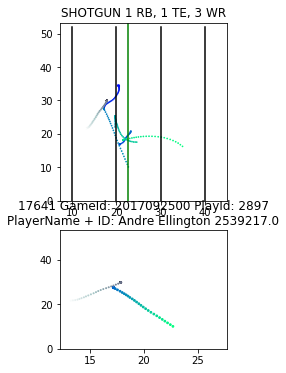 SHOTGUN 1 RB, 1 TE, 3 WR
50
40
30
20
10
0
10 20 30 40
17641 GameId: 2017092500 PlayId: 2897
PlayerName + ID: Andre Ellington 2539217.0
40
20
0
15 20 25